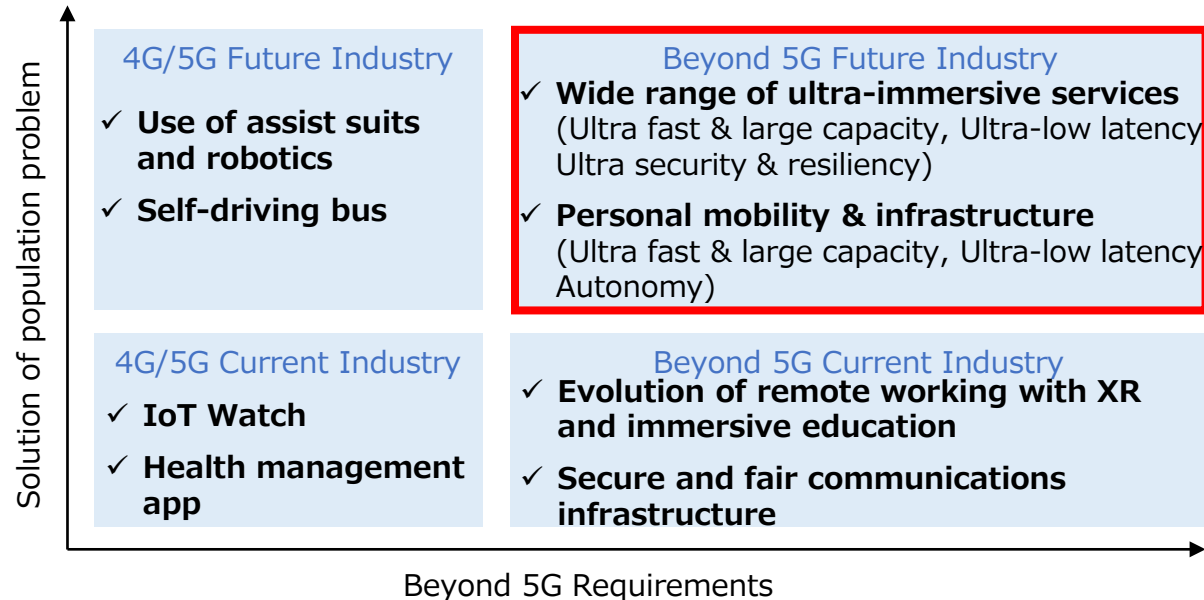 Solution of population problem
4G/5G Future Industry
✓ Use of assist suits
and robotics
✓ Self-driving bus
Beyond 5G Future Industry
✓ Wide range of ultra-immersive services
(Ultra fast & large capacity, Ultra-low latency
Ultra security & resiliency)
✓ Personal mobility & infrastructure
(Ultra fast & large capacity, Ultra-low latency
Autonomy)
4G/5G Current Industry
✓ IoT Watch
✓ Health management
app
Beyond 5G Current Industry
✓ Evolution of remote working with XR
and immersive education
✓ Secure and fair communications
infrastructure
Beyond 5G Requirements